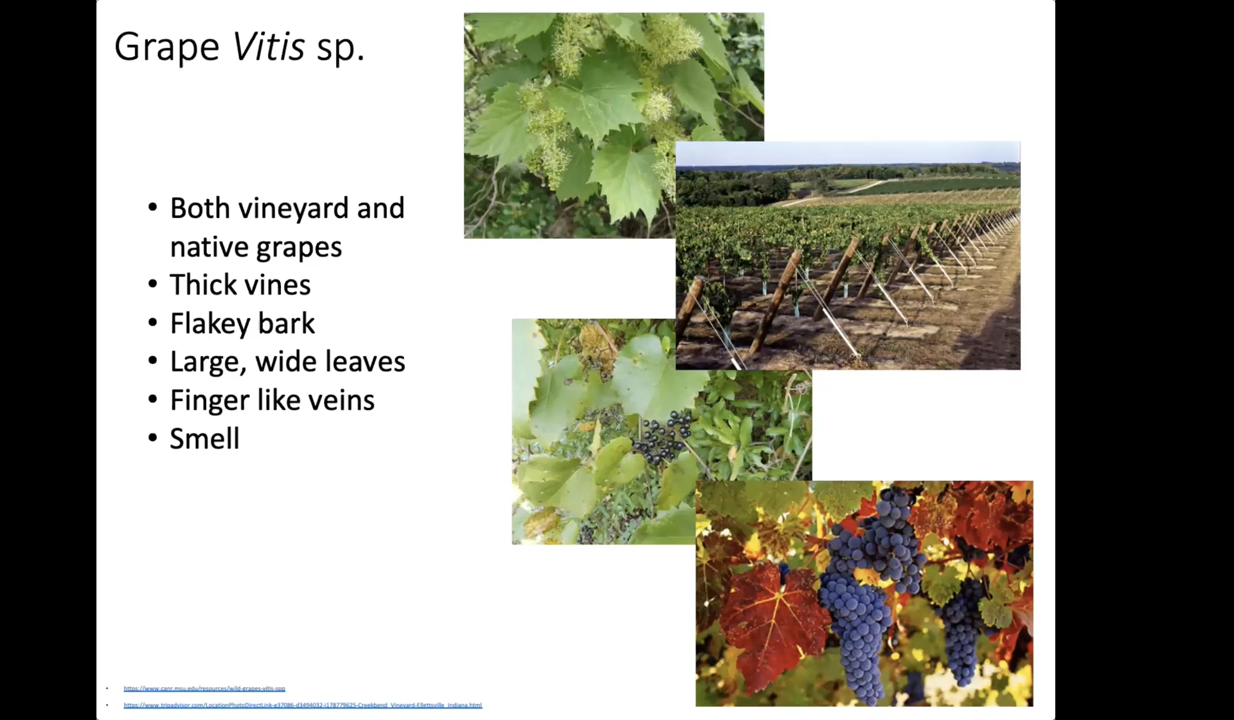 Grape Vitis sp.
• Both vineyard and
native grapes
• Thick vines
• Flakey bark
• Large, wide leaves
• Finger like veins
• Smell
• https://www.canr.msu.edu/resources/wild-grapes-vitis-spp
• https://www.tripadvisor.com/LocationPhotoDirectLink-g37086-d3494032-i178779625-Creekbend_Vineyard-Ellettsville_Indiana.html